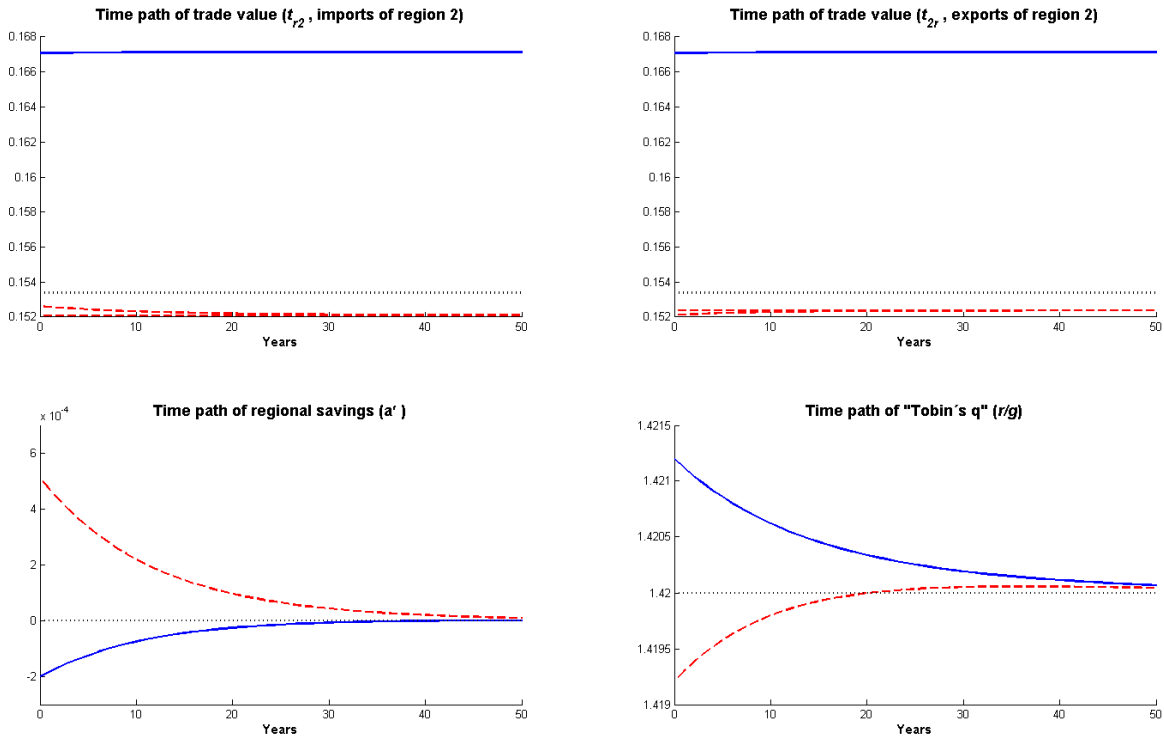 Time path of trade value (t_r2 , imports of region 2)
0.168
0.166
0.164
0.162
0.16
0.158
0.156
0.154
0.152
0 10 20 30 40 50
Years
Time path of trade value (t_2r , exports of region 2)
0.168
0.166
0.164
0.162
0.16
0.158
0.156
0.154
0.152
0 10 20 30 40 50
Years
Time path of regional savings (a' )
x 10^-4
6
4
2
0
-2
0 10 20 30 40 50
Years
Time path of "Tobin´s q" (r/g)
1.4215
1.421
1.4205
1.42
1.4195
1.419
0 10 20 30 40 50
Years